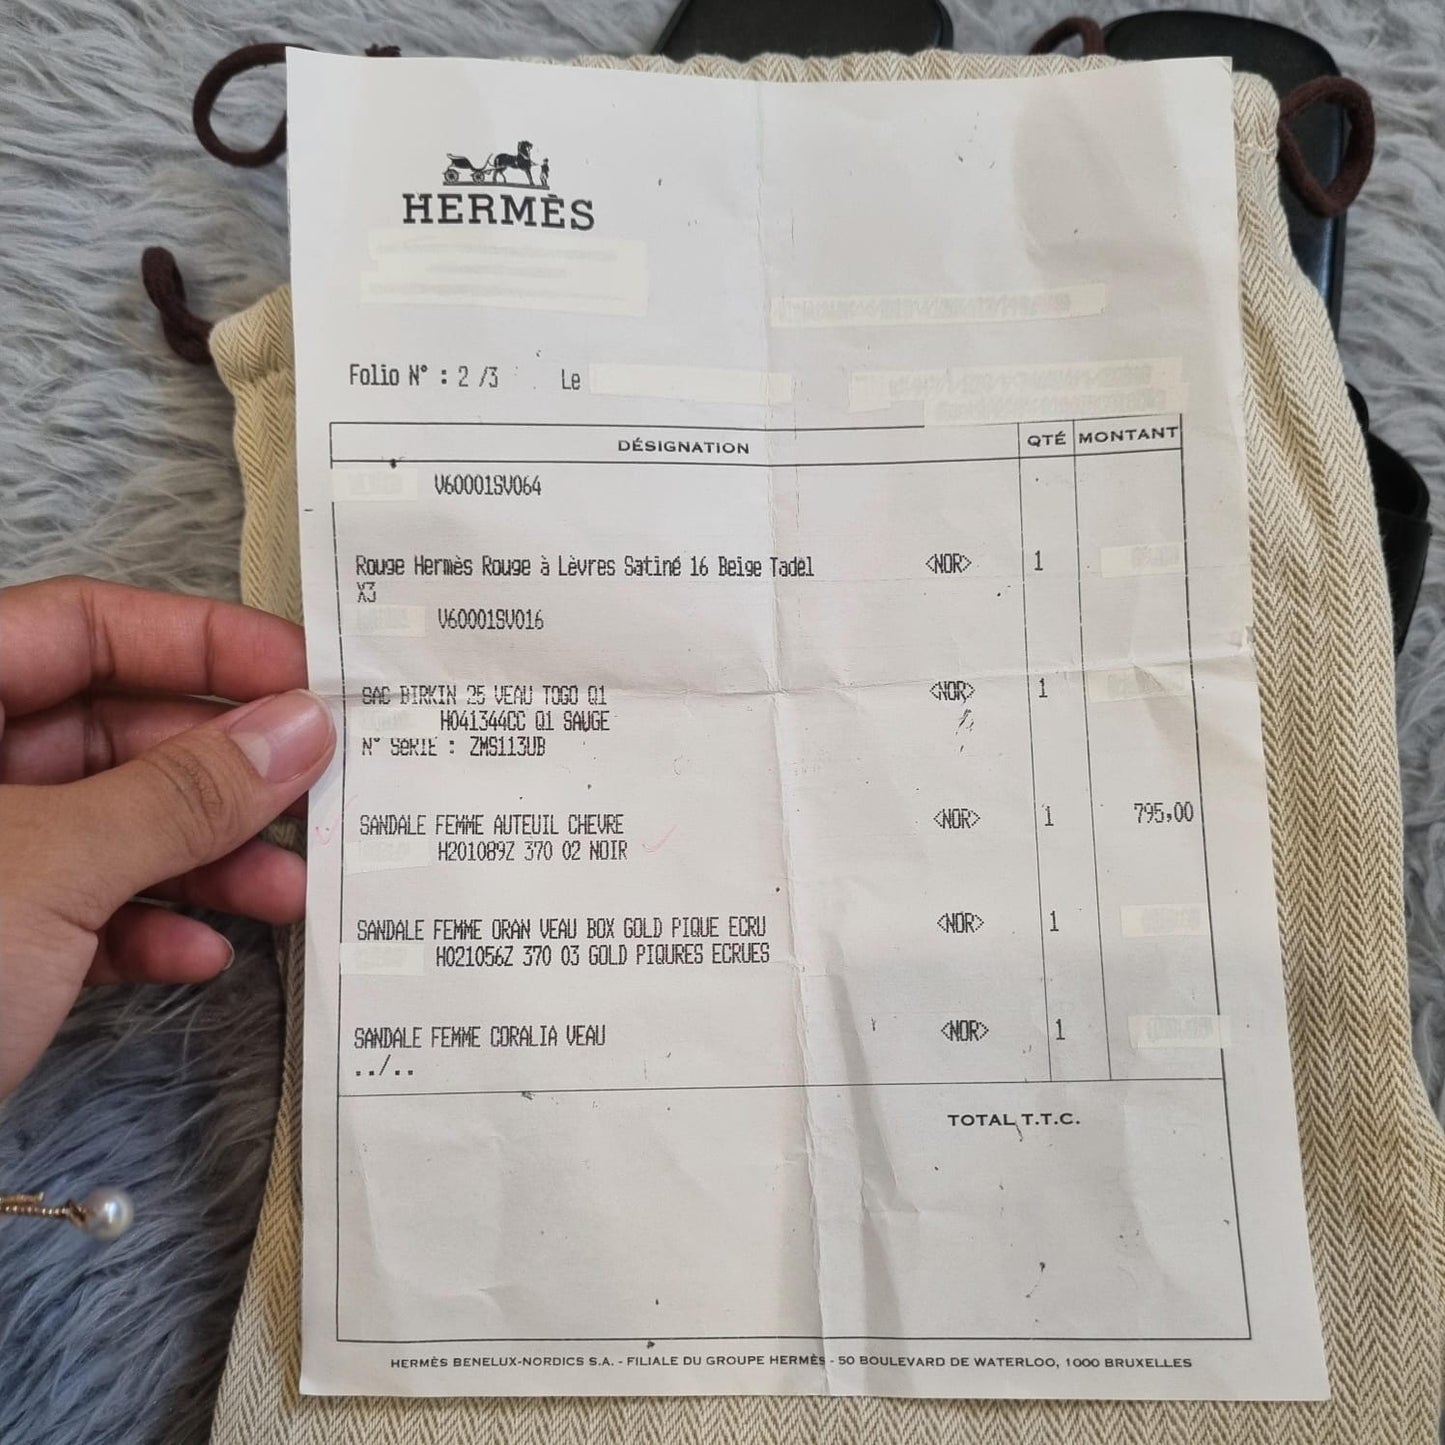 HERMÈS
Folio N° : 2 /3 Le
DÉSIGNATION QTÉ MONTANT
V60001SV064
Rouge Hermès Rouge à Lèvres Satiné 16 Beige Tadel <NOR> 1
V60001SV016
SAC BIRKIN 25 VEAU TOGO Q1 <NOR> 1
H041344CC Q1 SAUGE
N° SERIE : ZMS113UB
SANDALE FEMME AUTEUIL CHEVRE <NOR> 1 795,00
H201089Z 370 02 NOIR
SANDALE FEMME ORAN VEAU BOX GOLD PIQUE ECRU <NOR> 1
H021056Z 370 03 GOLD PIQURES ECRUES
SANDALE FEMME CORALIA VEAU <NOR> 1
../..
TOTAL T.T.C.
HERMÈS BENELUX-NORDICS S.A. - FILIALE DU GROUPE HERMÈS - 50 BOULEVARD DE WATERLOO, 1000 BRUXELLES